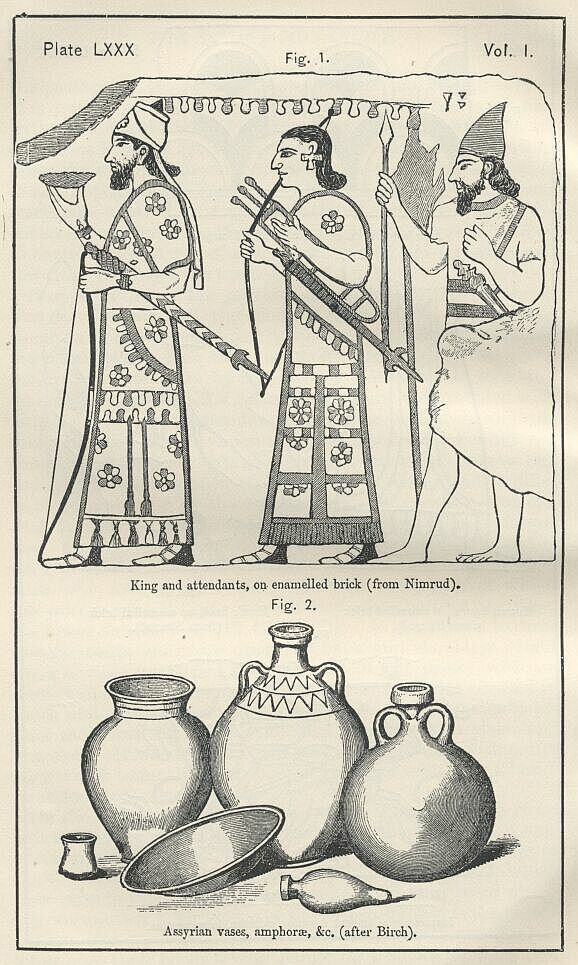 Plate LXXX
Fig. 1.
Vol. I.
King and attendants, on enamelled brick (from Nimrud).
Fig. 2.
Assyrian vases, amphoræ, &c. (after Birch).